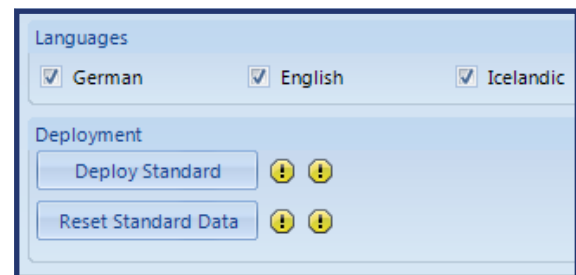 Languages
German English Icelandic
Deployment
Deploy Standard
Reset Standard Data